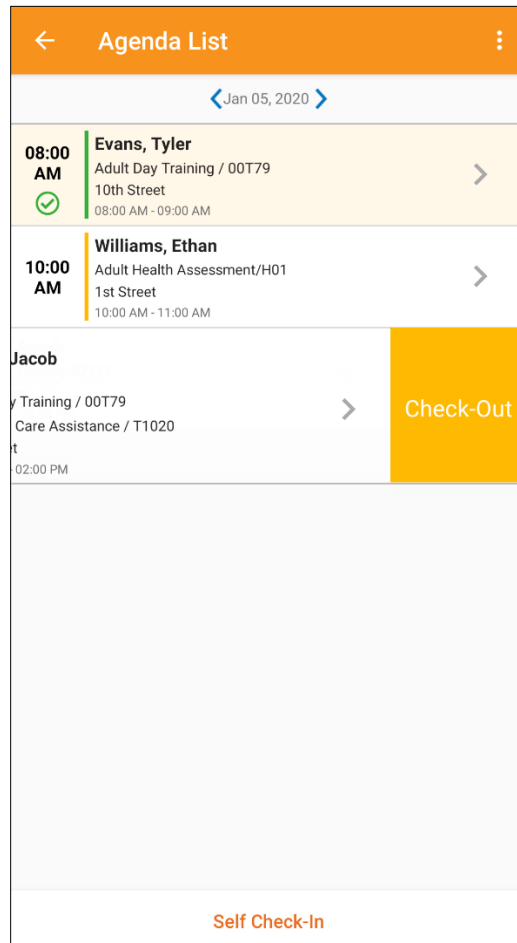 Agenda List
Jan 05, 2020
08:00
AM
Evans, Tyler
Adult Day Training / 00T79
10th Street
08:00 AM - 09:00 AM
10:00
AM
Williams, Ethan
Adult Health Assessment/H01
1st Street
10:00 AM - 11:00 AM
Jacob
y Training / 00T79
Care Assistance / T1020
et
- 02:00 PM
Check-Out
Self Check-In